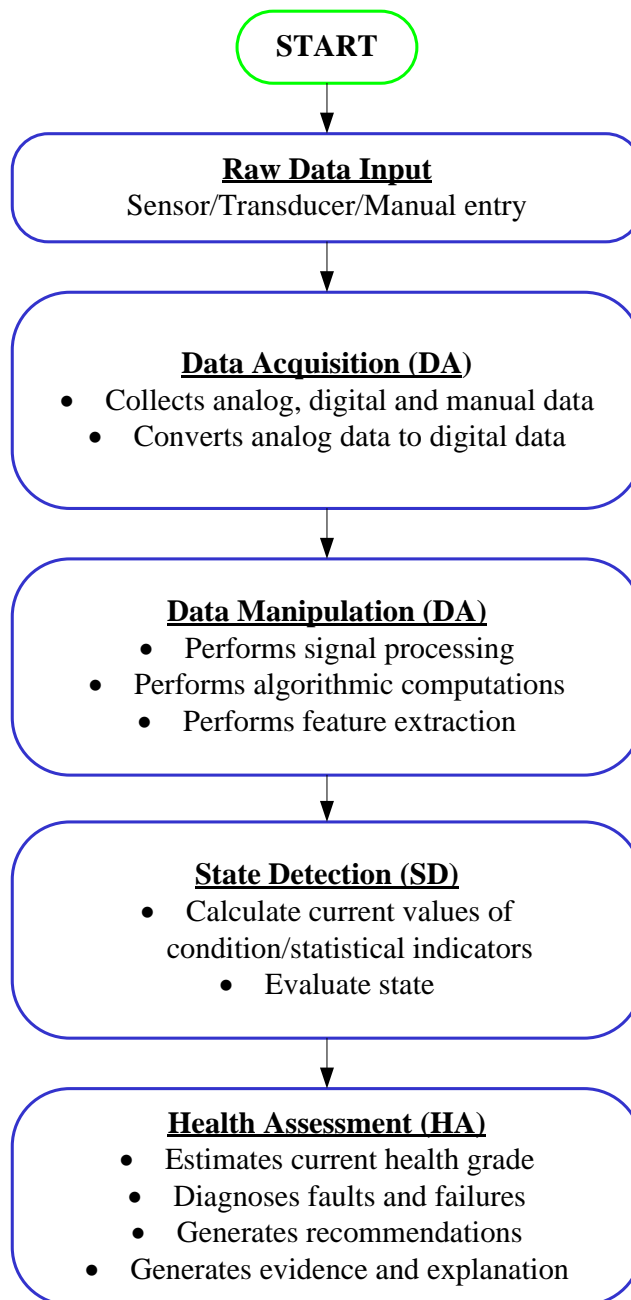 START
Raw Data Input
Sensor/Transducer/Manual entry
Data Acquisition (DA)
• Collects analog, digital and manual data
• Converts analog data to digital data
Data Manipulation (DA)
• Performs signal processing
• Performs algorithmic computations
• Performs feature extraction
State Detection (SD)
• Calculate current values of
condition/statistical indicators
• Evaluate state
Health Assessment (HA)
• Estimates current health grade
• Diagnoses faults and failures
• Generates recommendations
• Generates evidence and explanation